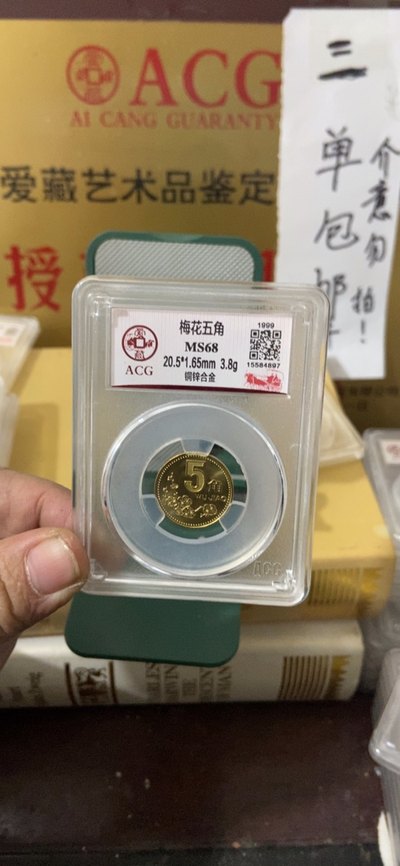 ACG
AI CANG GUARANTY
爱藏艺术品鉴定
授
三单包邮
介意勿拍！
梅花五角
MS68
20.5*1.65mm 3.8g
铜锌合金
1999
15584897
ACG
5角
WU JIAO
ACG